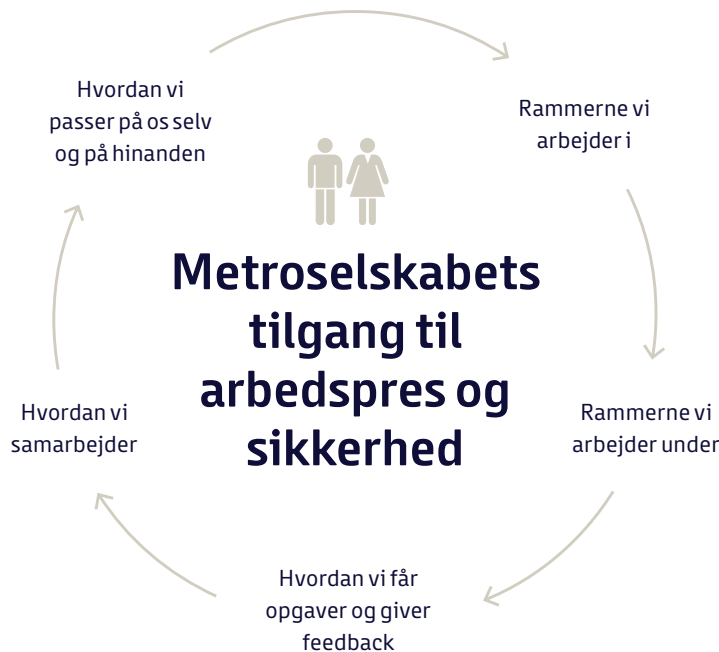 Hvordan vi
passer på os selv
og på hinanden
Rammerne vi
arbejder i
Metroselskabets
tilgang til
arbedspres og
sikkerhed
Hvordan vi
samarbejder
Rammerne vi
arbejder under
Hvordan vi får
opgaver og giver
feedback